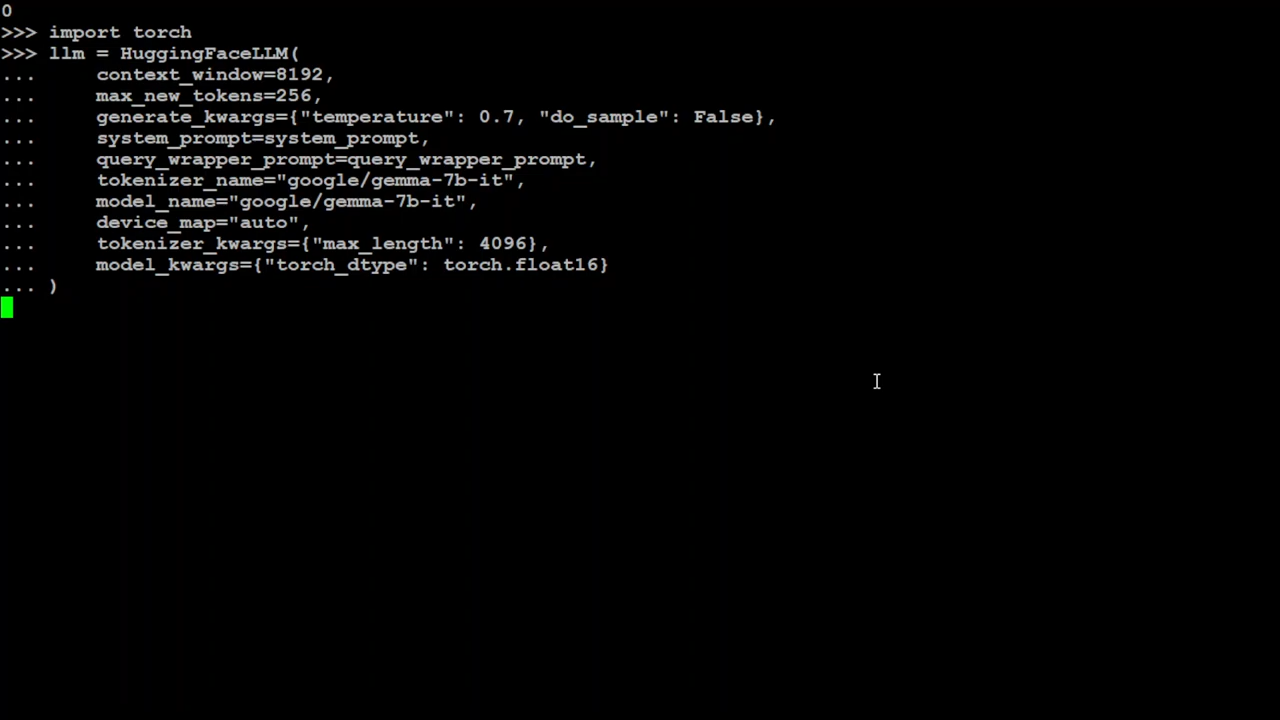 0
>>> import torch
>>> llm = HuggingFaceLLM(
...     context_window=8192,
...     max_new_tokens=256,
...     generate_kwargs={"temperature": 0.7, "do_sample": False},
...     system_prompt=system_prompt,
...     query_wrapper_prompt=query_wrapper_prompt,
...     tokenizer_name="google/gemma-7b-it",
...     model_name="google/gemma-7b-it",
...     device_map="auto",
...     tokenizer_kwargs={"max_length": 4096},
...     model_kwargs={"torch_dtype": torch.float16}
... )